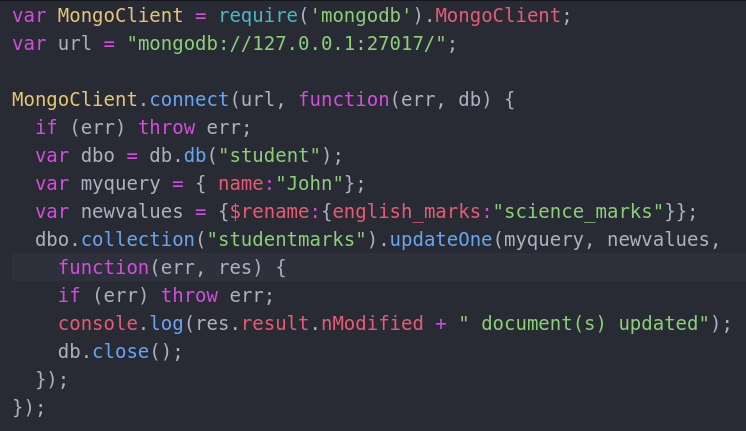 var MongoClient = require('mongodb').MongoClient;
var url = "mongodb://127.0.0.1:27017/";

MongoClient.connect(url, function(err, db) {
  if (err) throw err;
  var dbo = db.db("student");
  var myquery = { name:"John"};
  var newvalues = {$rename:{english_marks:"science_marks"}};
  dbo.collection("studentmarks").updateOne(myquery, newvalues,
    function(err, res) {
    if (err) throw err;
    console.log(res.result.nModified + " document(s) updated");
    db.close();
  });
});